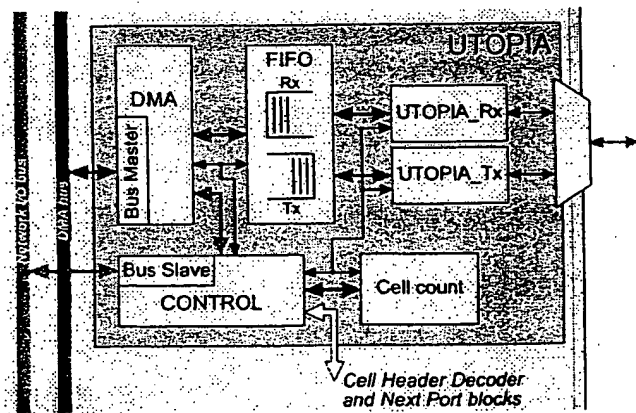 UTOPIA
FIFO
Rx
DMA
UTOPIA_Rx
Bus Master
UTOPIA_Tx
Tx
Network I/O bus
DMA bus
Bus Slave
CONTROL
Cell count
Cell Header Decoder
and Next Port blocks